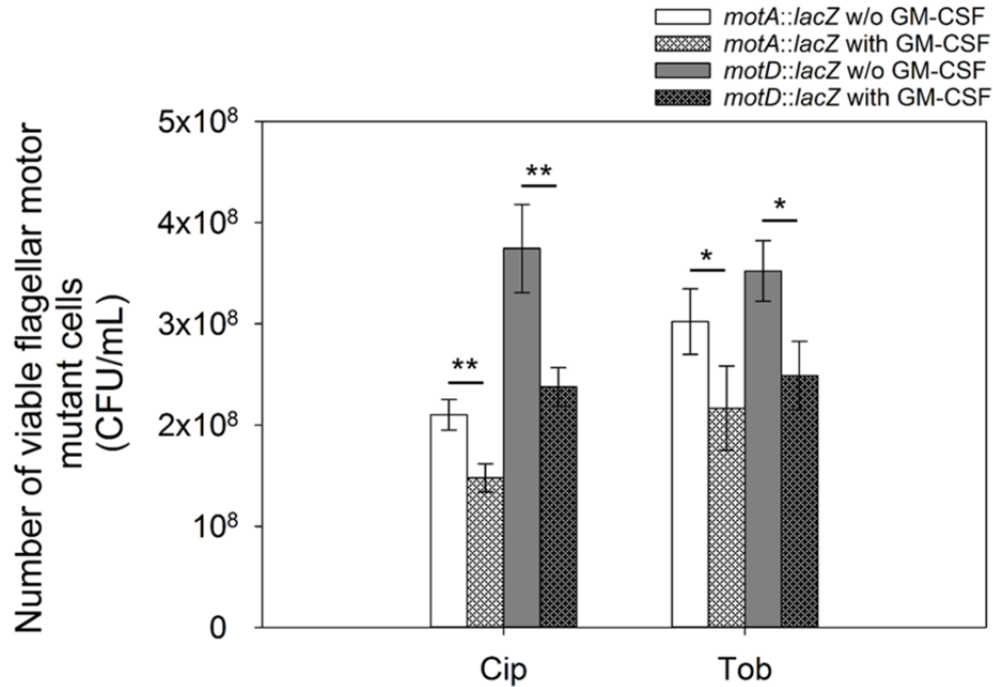 motA::lacZ w/o GM-CSF
motA::lacZ with GM-CSF
motD::lacZ w/o GM-CSF
motD::lacZ with GM-CSF
Number of viable flagellar motor
mutant cells
(CFU/mL)
5x10⁸
4x10⁸
3x10⁸
2x10⁸
10⁸
0
**
**
*
*
Cip
Tob